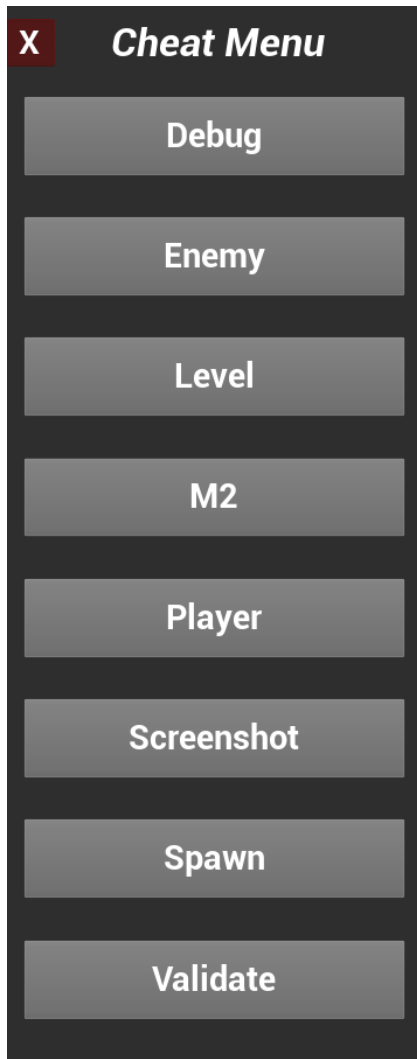 X Cheat Menu
Debug
Enemy
Level
M2
Player
Screenshot
Spawn
Validate